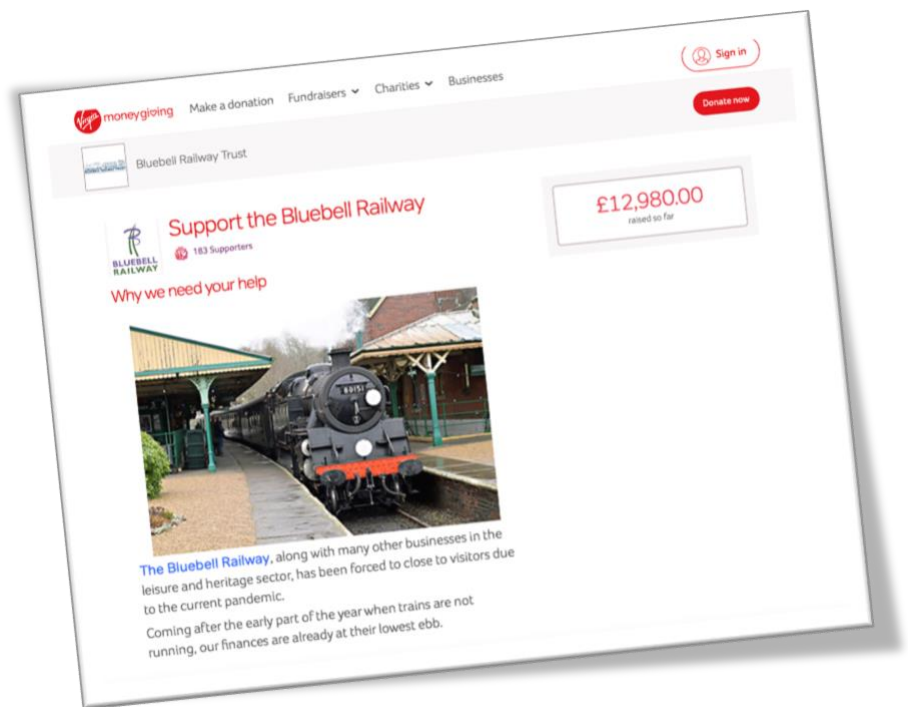 Sign in
Virgin moneygiving Make a donation Fundraisers Charities Businesses
Donate now
Bluebell Railway Trust
Support the Bluebell Railway
183 Supporters
£12,980.00
raised so far
BLUEBELL
RAILWAY
Why we need your help
80151
The Bluebell Railway, along with many other businesses in the
leisure and heritage sector, has been forced to close to visitors due
to the current pandemic.
Coming after the early part of the year when trains are not
running, our finances are already at their lowest ebb.